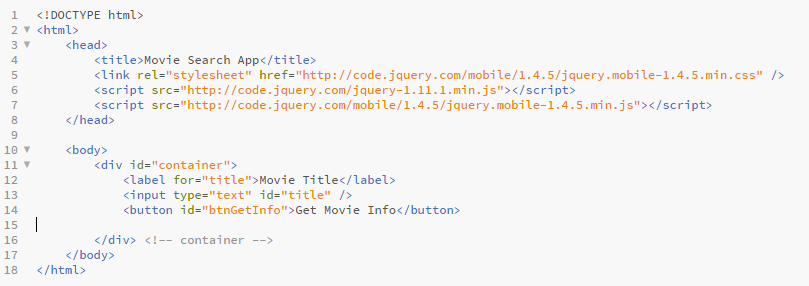 1 <!DOCTYPE html>
2 ▼ <html>
3 ▼ <head>
4 <title>Movie Search App</title>
5 <link rel="stylesheet" href="http://code.jquery.com/mobile/1.4.5/jquery.mobile-1.4.5.min.css" />
6 <script src="http://code.jquery.com/jquery-1.11.1.min.js"></script>
7 <script src="http://code.jquery.com/mobile/1.4.5/jquery.mobile-1.4.5.min.js"></script>
8 </head>
9
10 ▼ <body>
11 ▼ <div id="container">
12 <label for="title">Movie Title</label>
13 <input type="text" id="title" />
14 <button id="btnGetInfo">Get Movie Info</button>
15
16 </div> <!-- container -->
17 </body>
18 </html>